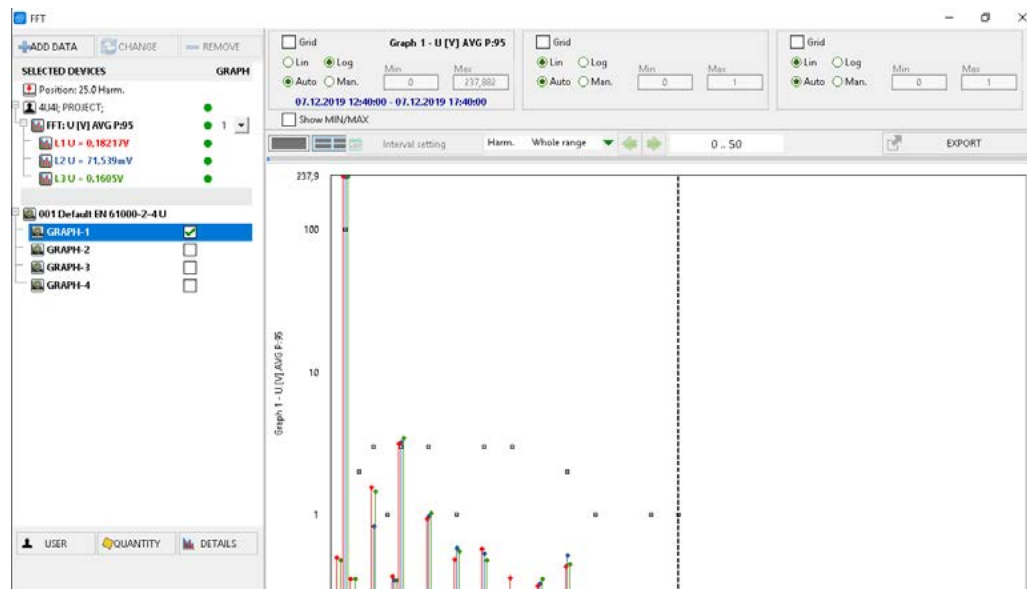 FFT
ADD DATA CHANGE REMOVE
SELECTED DEVICES GRAPH
Position: 25.0 Harm.
4U4I; PROJECT;
FFT: U [V] AVG P:95 1
L1 U = 0,18217V
L2 U = 71,539mV
L3 U = 0,1605V
001 Default EN 61000-2-4 U
GRAPH-1
GRAPH-2
GRAPH-3
GRAPH-4
USER QUANTITY DETAILS
Grid Graph 1 - U [V] AVG P:95
Lin Log Min Max
Auto Man. 0 237,882
07.12.2019 12:40:00 - 07.12.2019 17:40:00
Grid
Lin Log Min Max
Auto Man. 0 1
Grid
Lin Log Min Max
Auto Man. 0 1
Show MIN/MAX
Interval setting Harm. Whole range 0 .. 50 EXPORT
237,9
100
10
1
Graph 1 - U [V] AVG P:95